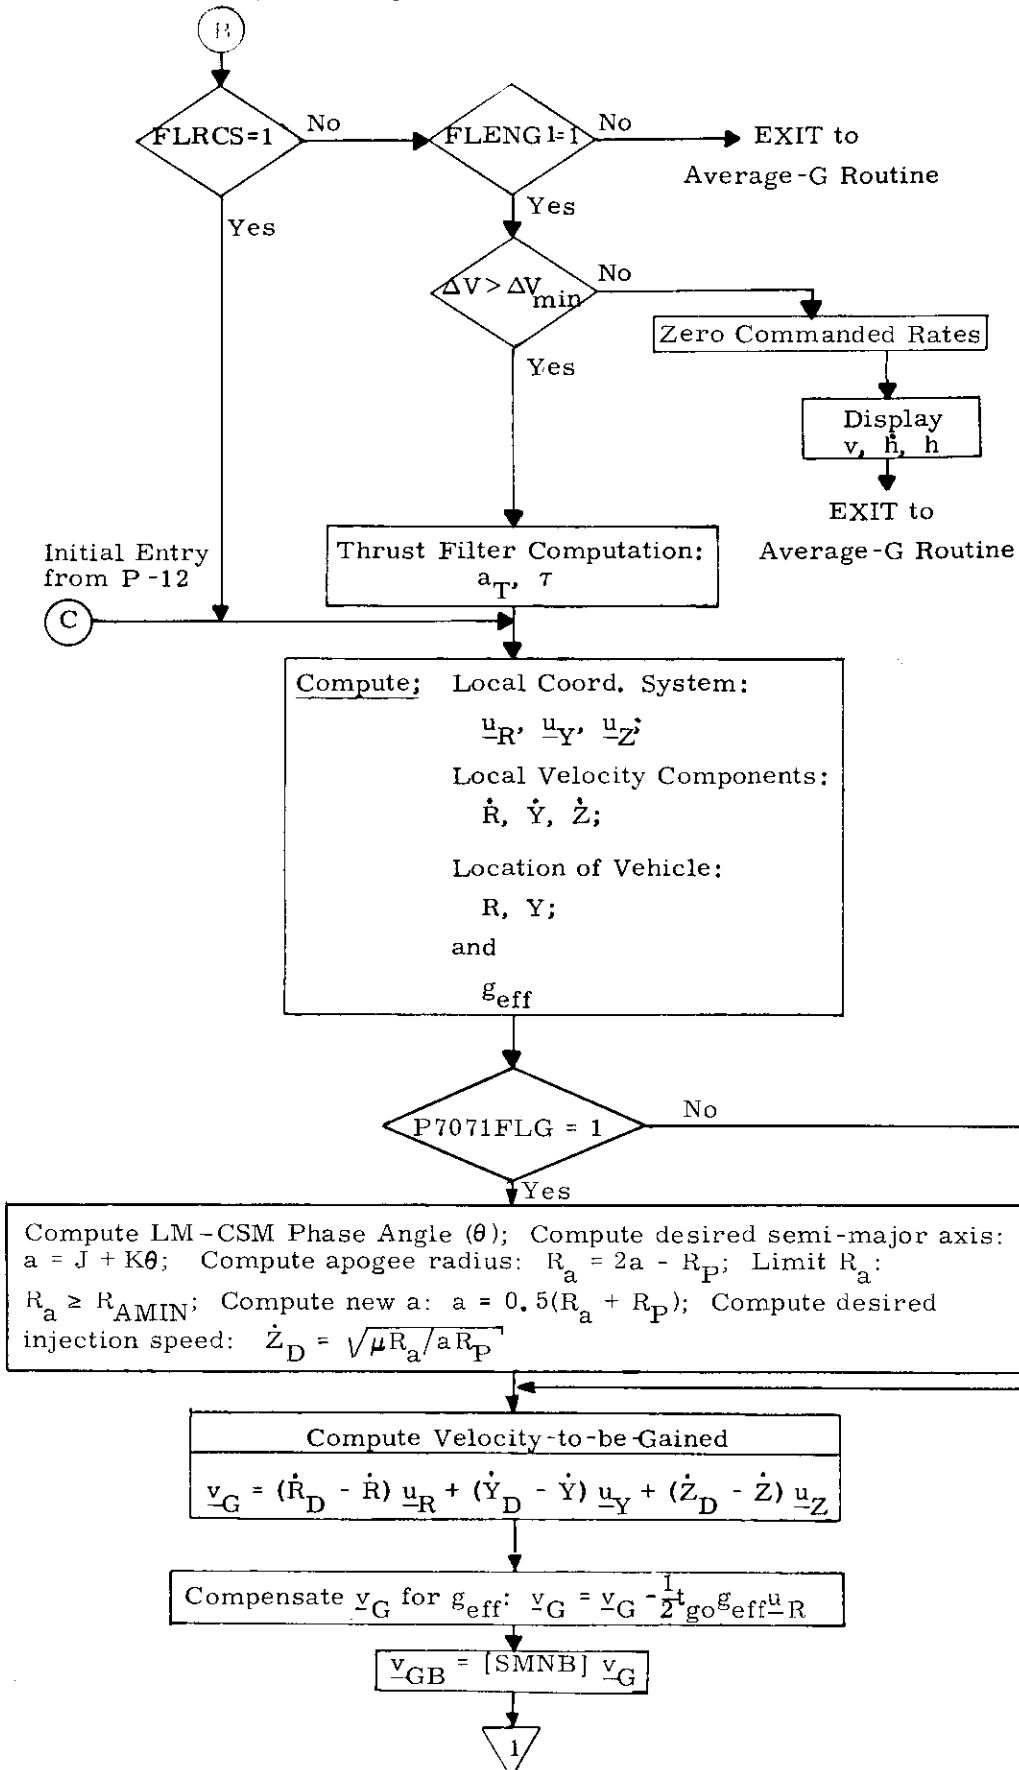 B
FLRCS=1
No
FLENG1=1
No
EXIT to
Average-G Routine
Yes
Yes
ΔV > ΔV_min
No
Zero Commanded Rates
Yes
Display
v, ḣ, h
EXIT to
Average-G Routine
Initial Entry
from P-12
C
Thrust Filter Computation:
a_T, τ
Compute; Local Coord. System:
u_R, u_Y, u_Z;
Local Velocity Components:
Ṙ, Ẏ, Ż;
Location of Vehicle:
R, Y;
and
g_eff
P7071FLG = 1
No
Yes
Compute LM-CSM Phase Angle (θ); Compute desired semi-major axis:
a = J + Kθ; Compute apogee radius: R_a = 2a - R_P; Limit R_a:
R_a ≥ R_AMIN; Compute new a: a = 0.5(R_a + R_P); Compute desired
injection speed: Ż_D = √μR_a/aR_P
Compute Velocity-to-be-Gained
v_G = (Ṙ_D - Ṙ) u_R + (Ẏ_D - Ẏ) u_Y + (Ż_D - Ż) u_Z
Compensate v_G for g_eff: v_G = v_G - 1/2 t_go g_eff u_R
v_GB = [SMNB] v_G
1